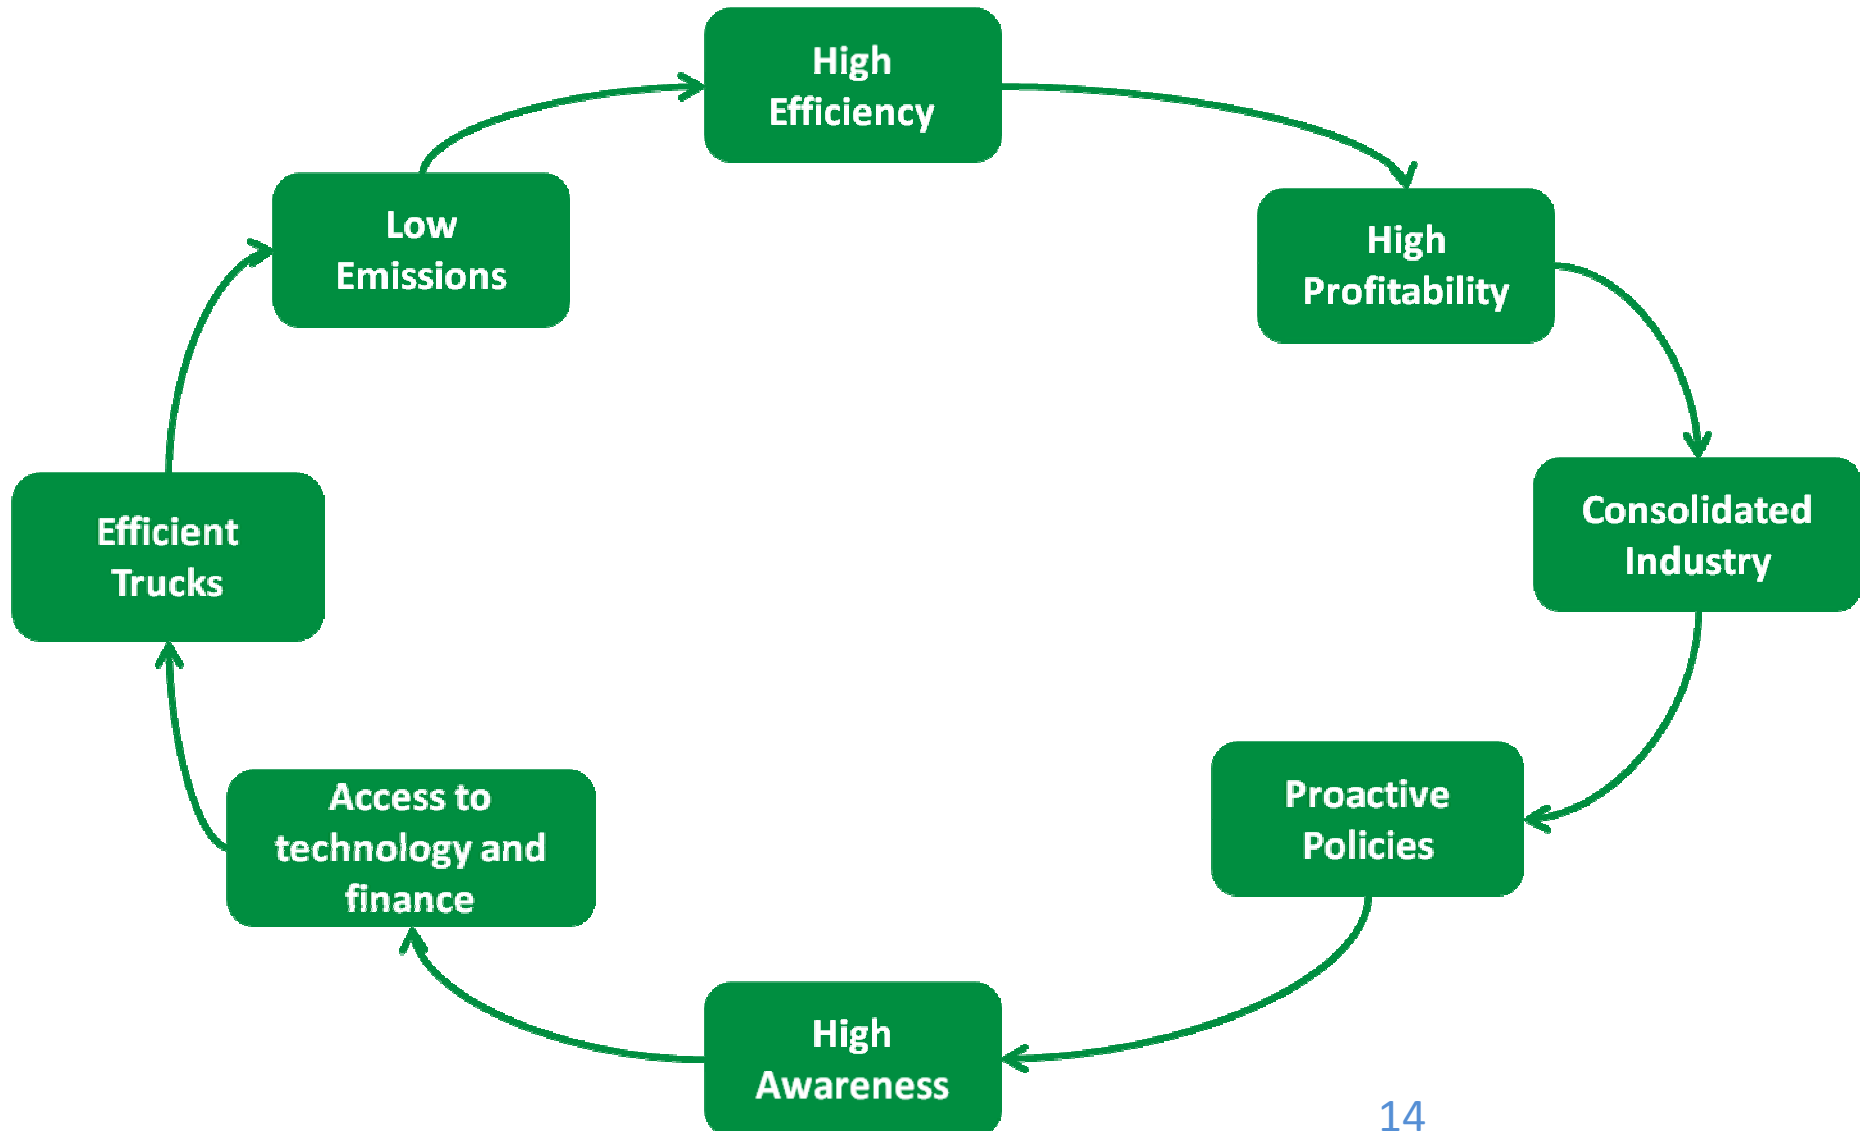 High
Efficiency
Low
Emissions
High
Profitability
Efficient
Trucks
Consolidated
Industry
Access to
technology and
finance
Proactive
Policies
High
Awareness
14